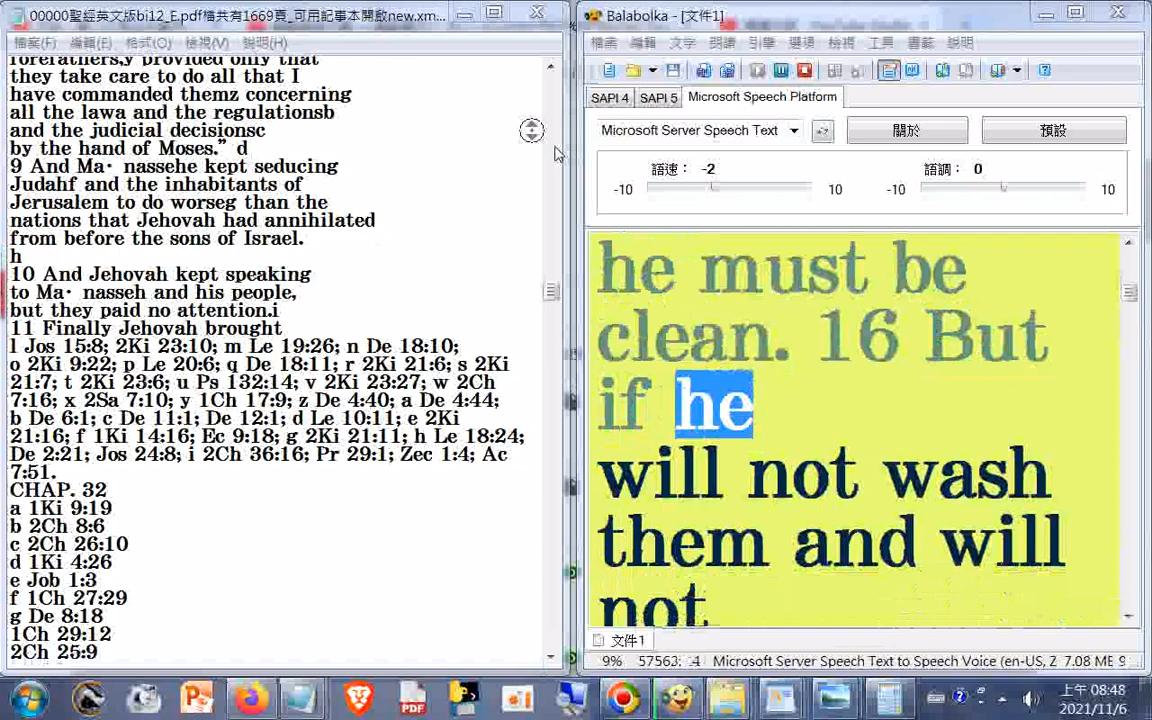 00000聖經英文版bi12_E.pdf檔共有1669頁_可用記事本開啟new.xm...
檔案(F) 編輯(E) 格式(O) 檢視(V) 說明(H)
forefathers,y provided only that
they take care to do all that I
have commanded themz concerning
all the lawa and the regulationsb
and the judicial decisionsc
by the hand of Moses.” d
9 And Ma· nassehe kept seducing
Judahf and the inhabitants of
Jerusalem to do worseg than the
nations that Jehovah had annihilated
from before the sons of Israel.
h
10 And Jehovah kept speaking
to Ma· nasseh and his people,
but they paid no attention.i
11 Finally Jehovah brought
l Jos 15:8; 2Ki 23:10; m Le 19:26; n De 18:10;
o 2Ki 9:22; p Le 20:6; q De 18:11; r 2Ki 21:6; s 2Ki
21:7; t 2Ki 23:6; u Ps 132:14; v 2Ki 23:27; w 2Ch
7:16; x 2Sa 7:10; y 1Ch 17:9; z De 4:40; a De 4:44;
b De 6:1; c De 11:1; De 12:1; d Le 10:11; e 2Ki
21:16; f 1Ki 14:16; Ec 9:18; g 2Ki 21:11; h Le 18:24;
De 2:21; Jos 24:8; i 2Ch 36:16; Pr 29:1; Zec 1:4; Ac
7:51.
CHAP. 32
a 1Ki 9:19
b 2Ch 8:6
c 2Ch 26:10
d 1Ki 4:26
e Job 1:3
f 1Ch 27:29
g De 8:18
1Ch 29:12
2Ch 25:9
Balabolka - [文件1]
檔案 編輯 文字 朗讀 引擎 選項 檢視 工具 書籤 說明
SAPI 4 SAPI 5 Microsoft Speech Platform
Microsoft Server Speech Text 關於 預設
語速： -2 語調： 0
-10 10 -10 10
he must be
clean. 16 But
if he
will not wash
them and will
not
文件1
9% Microsoft Server Speech Text to Speech Voice (en-US, Z 7.08 MB 9
PDF
上午 08:48
2021/11/6